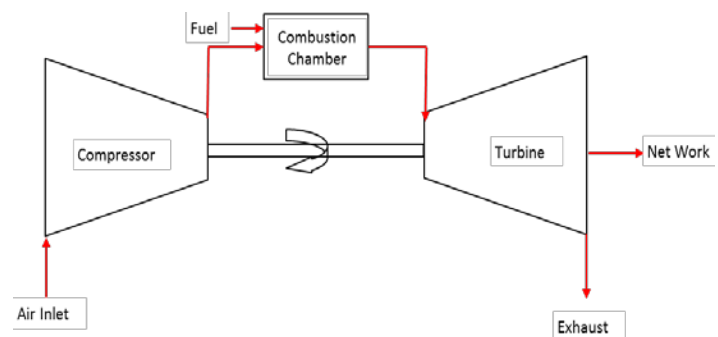 Fuel
Combustion
Chamber
Compressor
Turbine
Net Work
Air Inlet
Exhaust